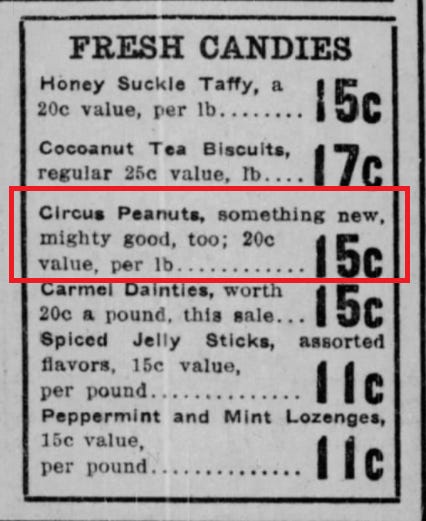 FRESH CANDIES
Honey Suckle Taffy, a
20c value, per lb........ 15c
Cocoanut Tea Biscuits,
regular 25c value, lb.... 17c
Circus Peanuts, something new,
mighty good, too; 20c
value, per lb............ 15c
Carmel Dainties, worth
20c a pound, this sale... 15c
Spiced Jelly Sticks, assorted
flavors, 15c value,
per pound.............. 11c
Peppermint and Mint Lozenges,
15c value,
per pound.............. 11c